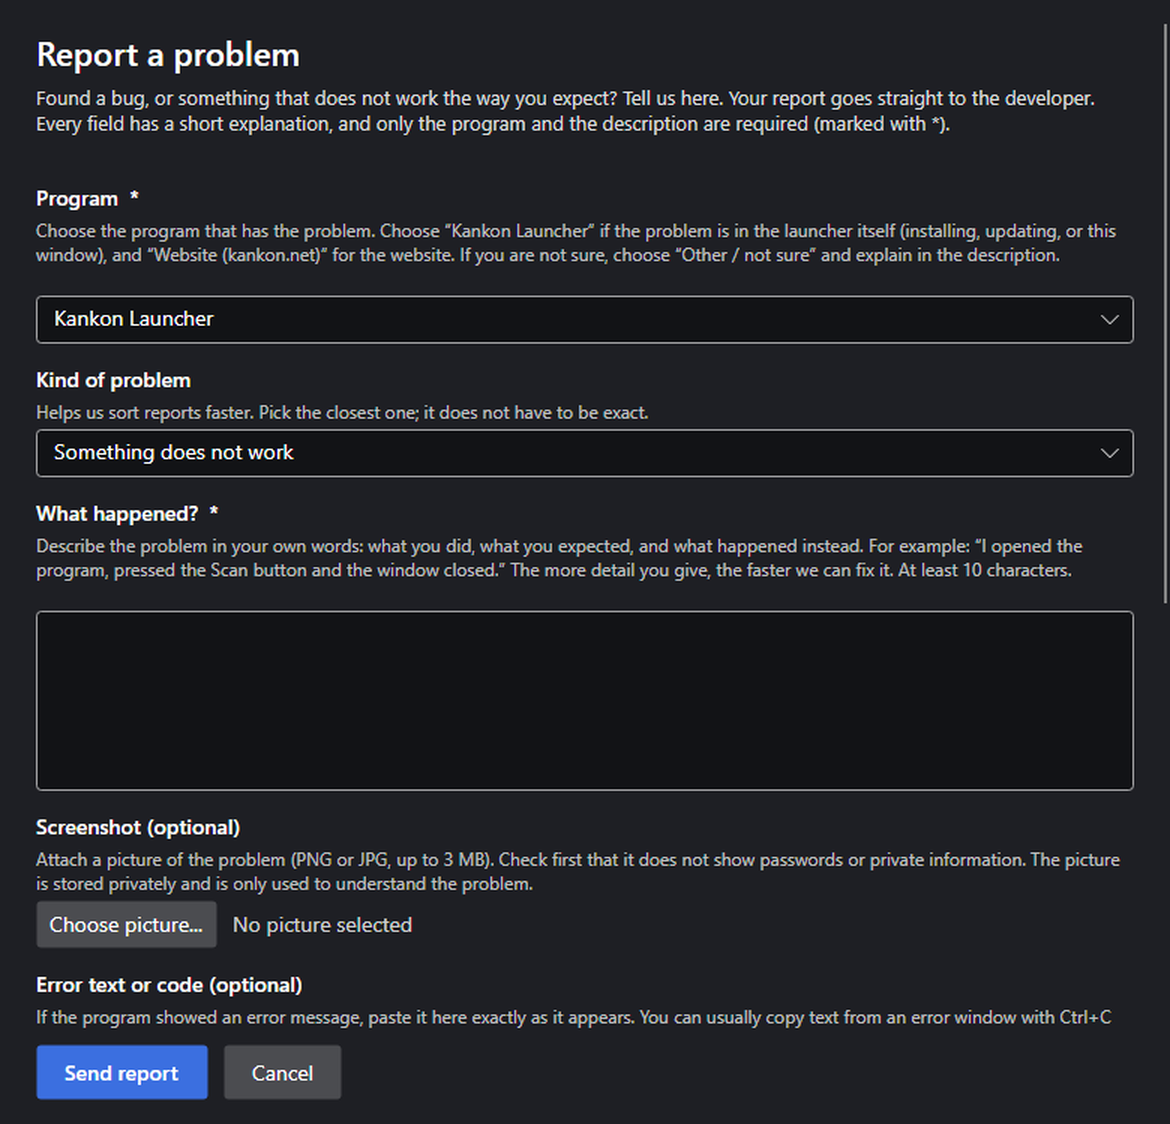 Report a problem
Found a bug, or something that does not work the way you expect? Tell us here. Your report goes straight to the developer.
Every field has a short explanation, and only the program and the description are required (marked with *).
Program *
Choose the program that has the problem. Choose “Kankon Launcher” if the problem is in the launcher itself (installing, updating, or this
window), and “Website (kankon.net)” for the website. If you are not sure, choose “Other / not sure” and explain in the description.
Kankon Launcher
Kind of problem
Helps us sort reports faster. Pick the closest one; it does not have to be exact.
Something does not work
What happened? *
Describe the problem in your own words: what you did, what you expected, and what happened instead. For example: “I opened the
program, pressed the Scan button and the window closed.” The more detail you give, the faster we can fix it. At least 10 characters.
Screenshot (optional)
Attach a picture of the problem (PNG or JPG, up to 3 MB). Check first that it does not show passwords or private information. The picture
is stored privately and is only used to understand the problem.
Choose picture... No picture selected
Error text or code (optional)
If the program showed an error message, paste it here exactly as it appears. You can usually copy text from an error window with Ctrl+C
Send report Cancel